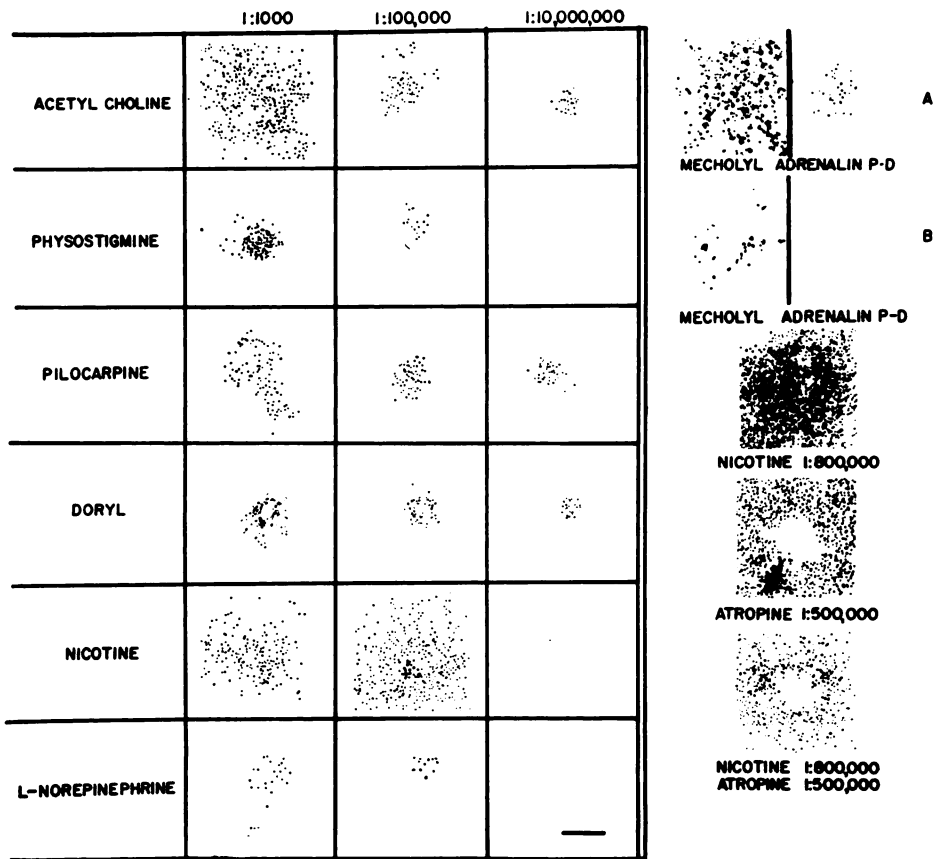 1:1000 1:100,000 1:10,000,000
ACETYL CHOLINE
PHYSOSTIGMINE
PILOCARPINE
DORYL
NICOTINE
L-NOREPINEPHRINE
A
MECHOLYL ADRENALIN P-D
B
MECHOLYL ADRENALIN P-D
NICOTINE 1:800,000
ATROPINE 1:500,000
NICOTINE 1:800,000
ATROPINE 1:500,000